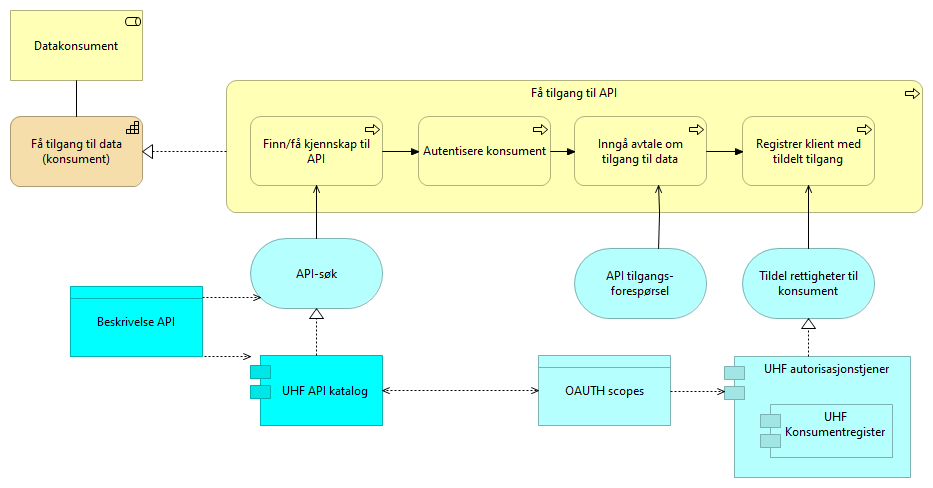 Datakonsument
Få tilgang til data
(konsument)
Få tilgang til API
Finn/få kjennskap til
API
Autentisere konsument
Inngå avtale om
tilgang til data
Registrer klient med
tildelt tilgang
API-søk
API tilgangs-
forespørsel
Tildel rettigheter til
konsument
Beskrivelse API
UHF API katalog
OAUTH scopes
UHF autorisasjonstjener
UHF
Konsumentregister